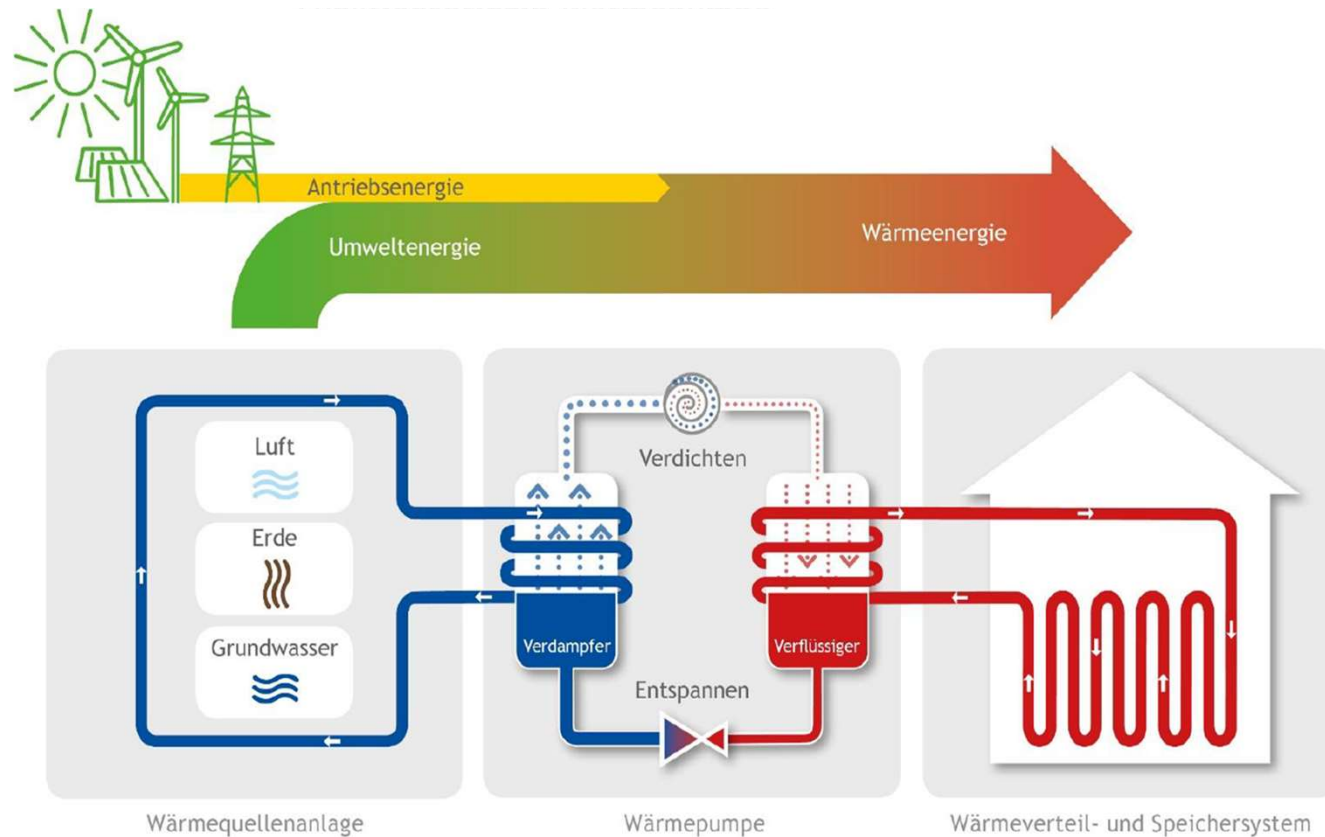 Antriebsenergie
Umweltenergie
Wärmeenergie
Luft
Erde
Grundwasser
Verdichten
Verdampfer
Verflüssiger
Entspannen
Wärmequellenanlage
Wärmepumpe
Wärmeverteil- und Speichersystem